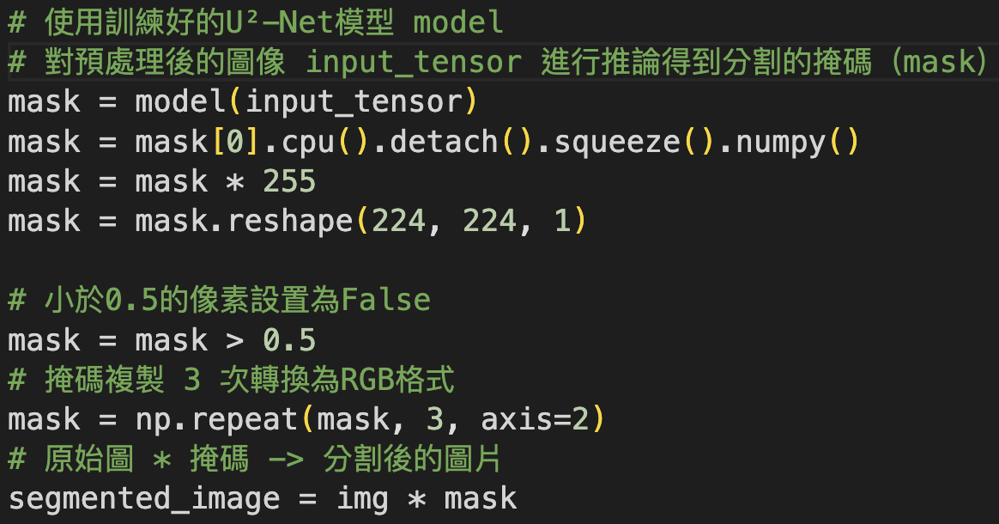 # 使用訓練好的U²-Net模型 model
# 對預處理後的圖像 input_tensor 進行推論得到分割的掩碼（mask）
mask = model(input_tensor)
mask = mask[0].cpu().detach().squeeze().numpy()
mask = mask * 255
mask = mask.reshape(224, 224, 1)
# 小於0.5的像素設置為False
mask = mask > 0.5
# 掩碼複製 3 次轉換為RGB格式
mask = np.repeat(mask, 3, axis=2)
# 原始圖 * 掩碼 -> 分割後的圖片
segmented_image = img * mask